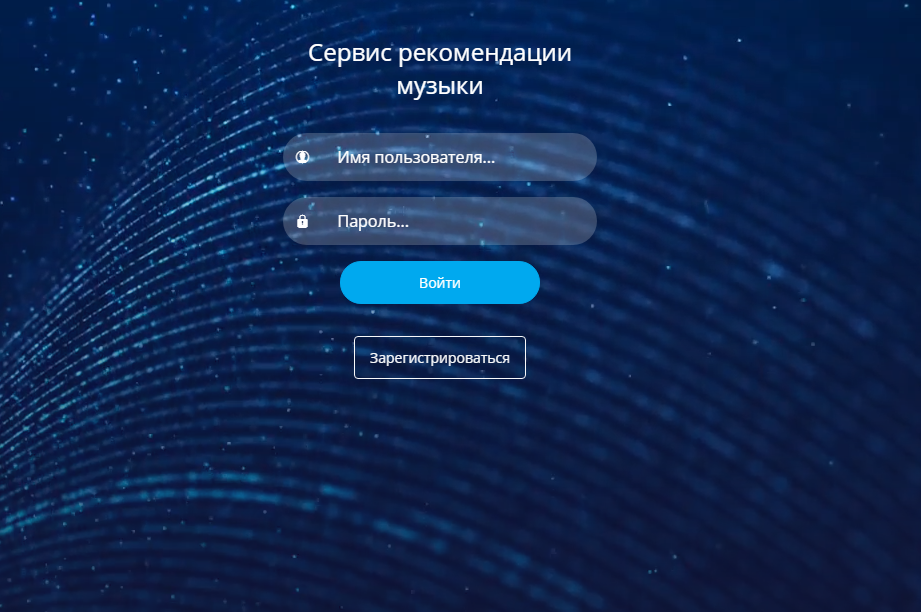 Сервис рекомендации
музыки
Имя пользователя...
Пароль...
Войти
Зарегистрироваться